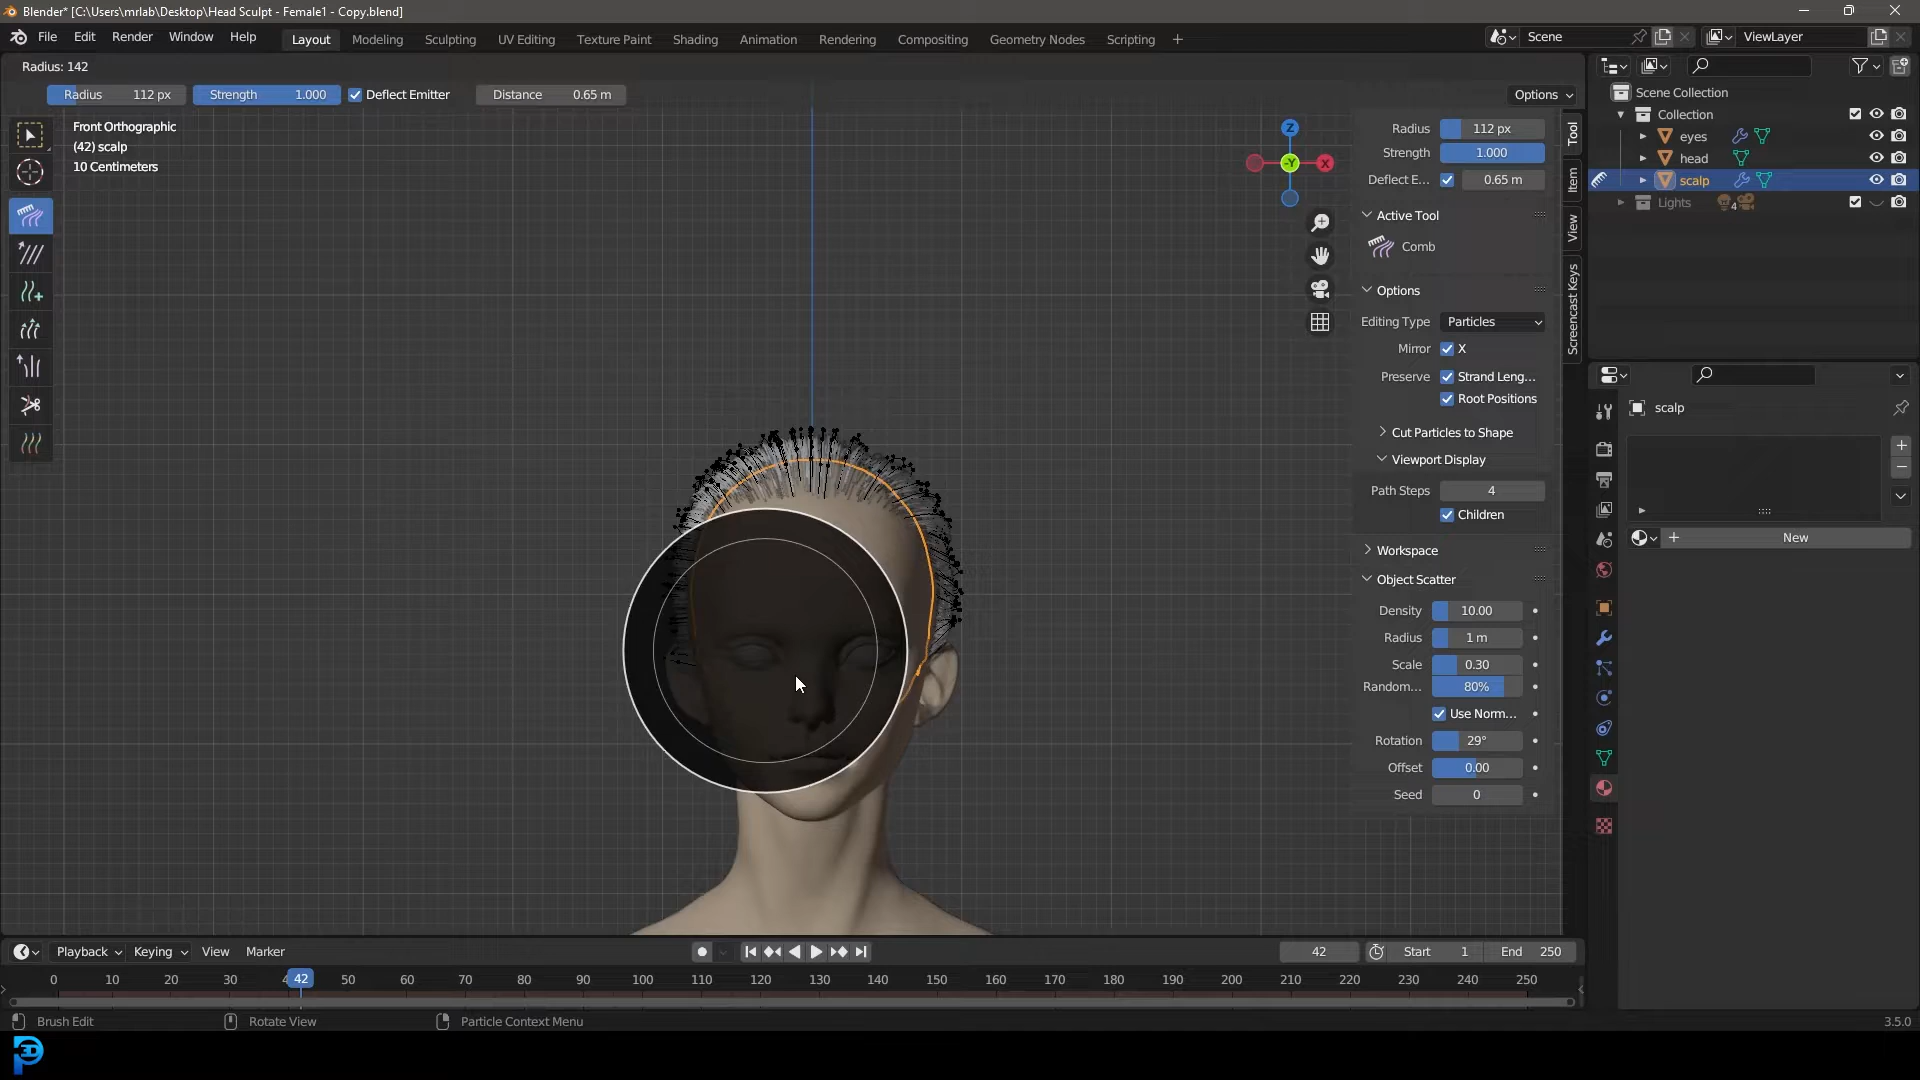 Blender* [C:\Users\mrlab\Desktop\Head Sculpt - Female1 - Copy.blend]
File Edit Render Window Help Layout Modeling Sculpting UV Editing Texture Paint Shading Animation Rendering Compositing Geometry Nodes Scripting + Scene ViewLayer
Radius: 142
Radius 112 px Strength 1.000 Deflect Emitter Distance 0.65 m Options
Front Orthographic
(42) scalp
10 Centimeters
Z
-Y X
Radius 112 px
Strength 1.000
Deflect E... 0.65 m
Active Tool
Comb
Options
Editing Type Particles
Mirror X
Preserve Strand Leng...
Root Positions
Cut Particles to Shape
Viewport Display
Path Steps 4
Children
Workspace
Object Scatter
Density 10.00
Radius 1 m
Scale 0.30
Random... 80%
Use Norm...
Rotation 29°
Offset 0.00
Seed 0
Tool
Item
View
Screencast Keys
Scene Collection
Collection
eyes
head
scalp
Lights 4
scalp
+ New
Playback Keying View Marker 42 Start 1 End 250
0 10 20 30 4 42 50 60 70 80 90 100 110 120 130 140 150 160 170 180 190 200 210 220 230 240 250
Brush Edit Rotate View Particle Context Menu 3.5.0
3D